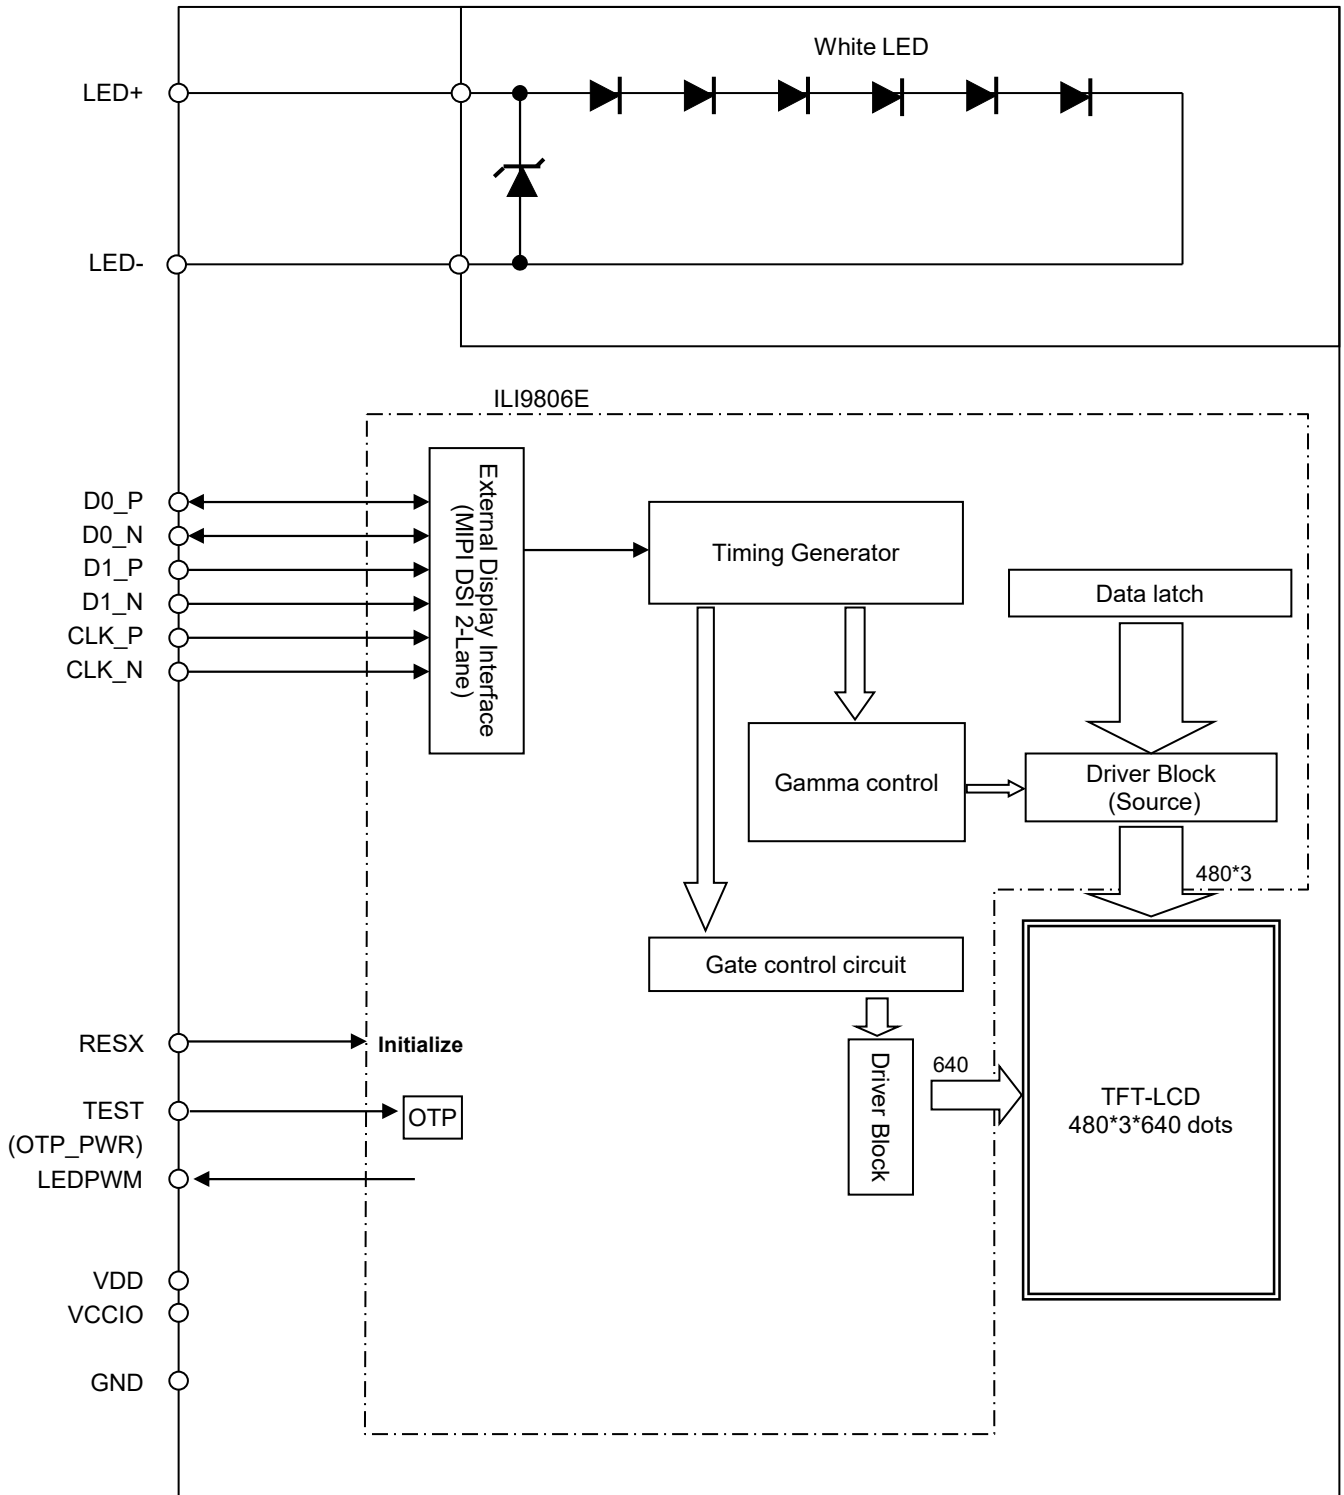 White LED
LED+
LED-
ILI9806E
D0_P
D0_N
D1_P
D1_N
CLK_P
CLK_N
External Display Interface
(MIPI DSI 2-Lane)
Timing Generator
Data latch
Gamma control
Driver Block
(Source)
480*3
Gate control circuit
RESX
Initialize
TEST
(OTP_PWR)
OTP
LEDPWM
Driver Block
640
TFT-LCD
480*3*640 dots
VDD
VCCIO
GND